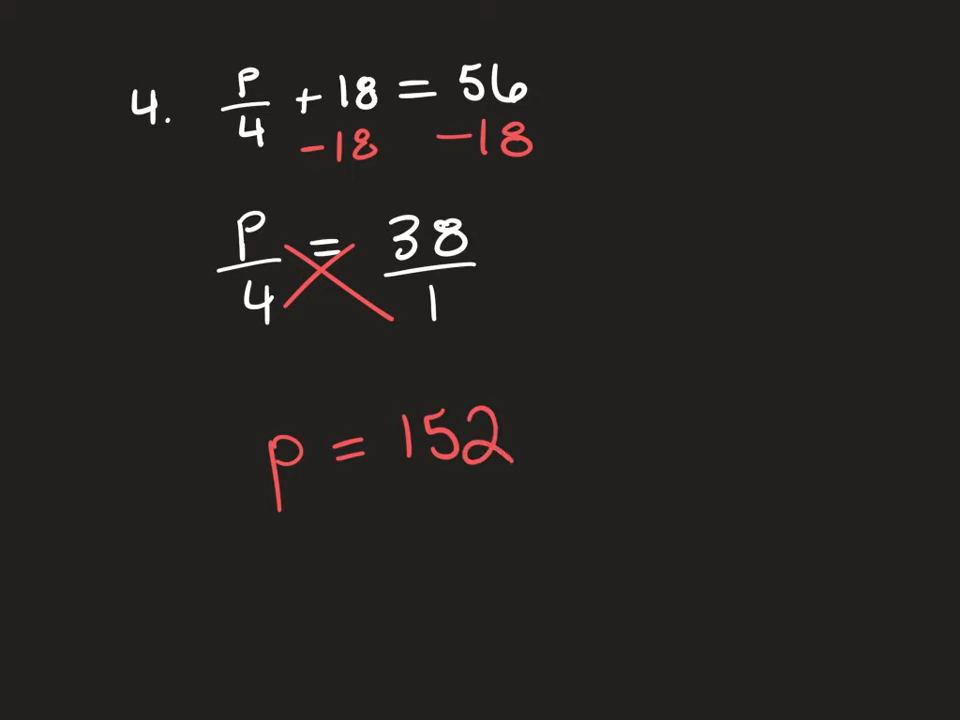 4. p/4 + 18 = 56
-18 -18
p/4 = 38/1
p = 152